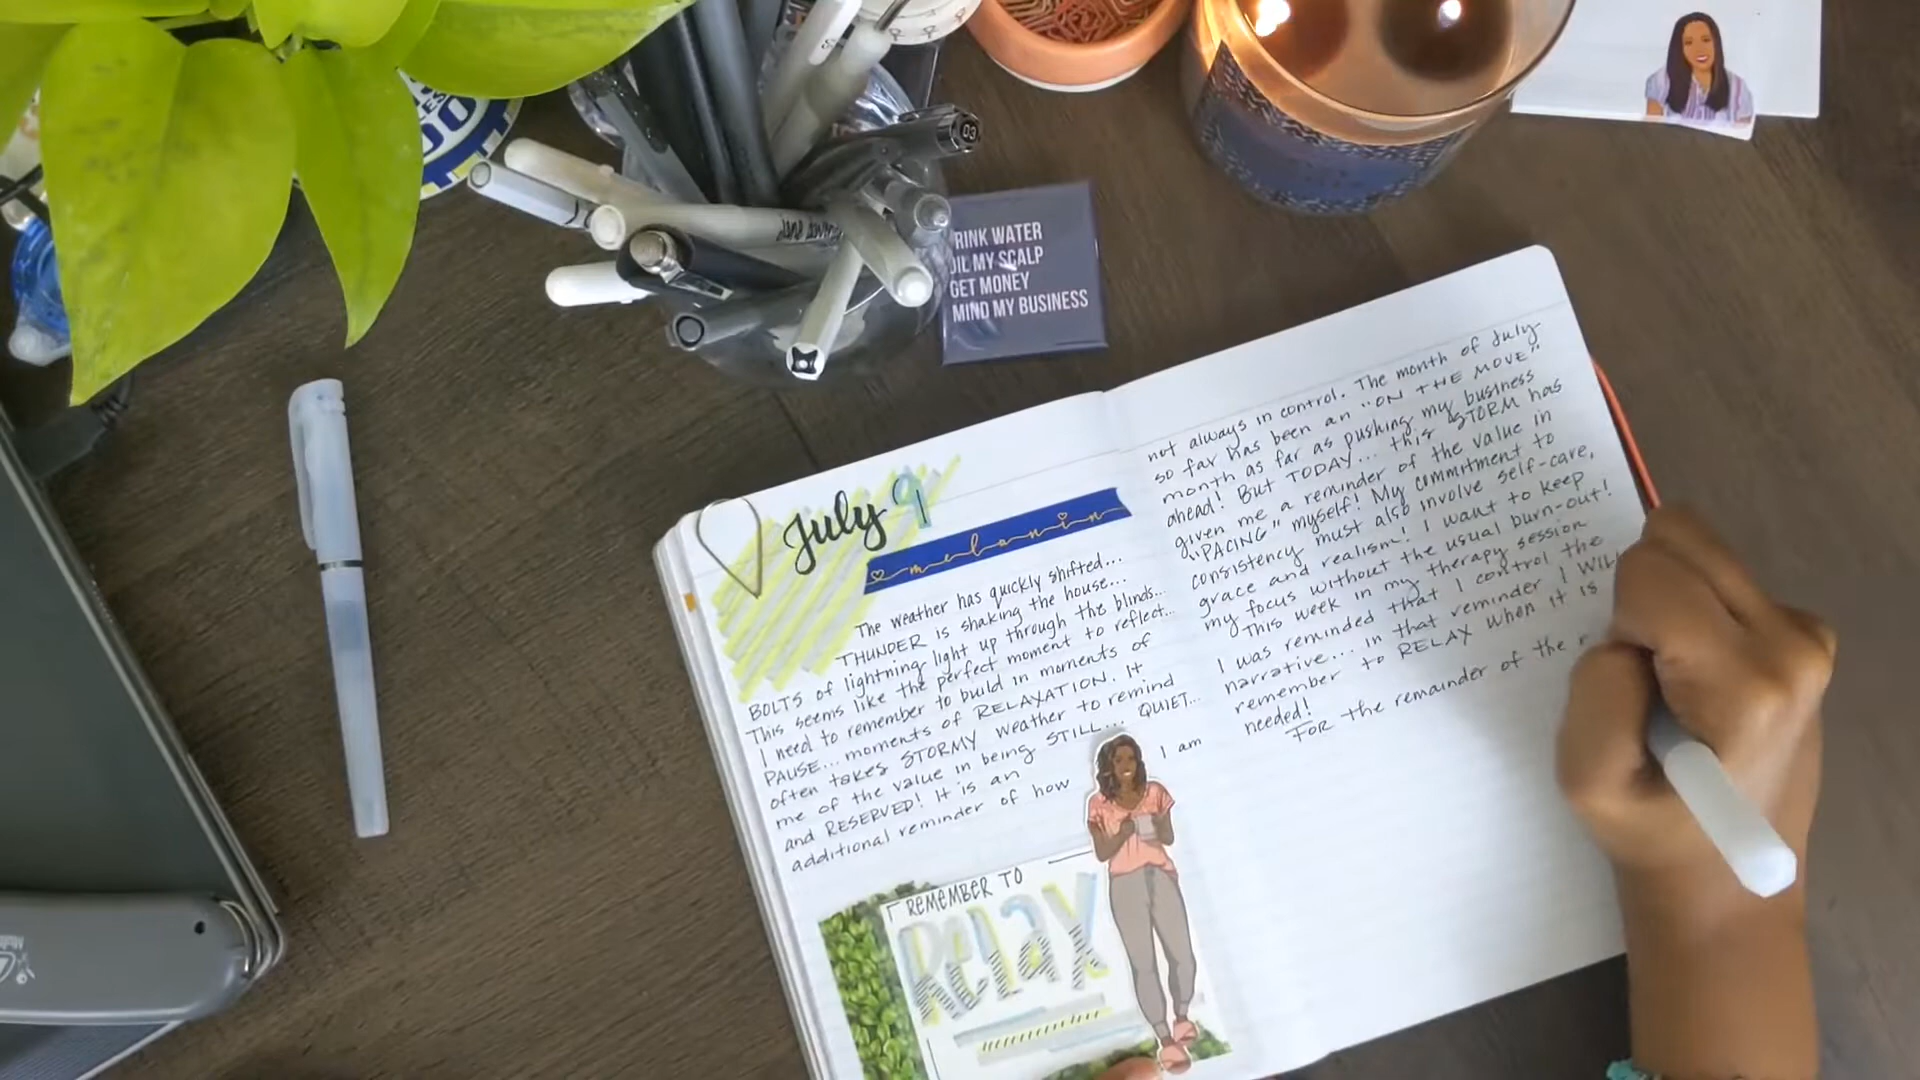 RINK WATER
OIL MY SCALP
GET MONEY
MIND MY BUSINESS
03
July 9
melanin
The weather has quickly shifted...
THUNDER is shaking the house...
BOLTS of lightning light up through the blinds...
This seems like the perfect moment to reflect...
I need to remember to build in moments of
PAUSE... moments of RELAXATION. It
often takes STORMY weather to remind
me of the value in being STILL... QUIET...
and RESERVED! It is an
additional reminder of how I am
REMEMBER TO
RELAX
not always in control. The month of July
so far has been an "ON THE MOVE"
month as far as pushing my business
ahead! But TODAY... this STORM has
given me a reminder of the value in
"PACING" myself! My commitment to
consistency must also involve self-care,
grace and realism! I want to keep
my focus without the usual burn-out!
This week in my therapy session
I was reminded that I control the
narrative... in that reminder I WIL
remember to RELAX when it is
needed!
FOR the remainder of the